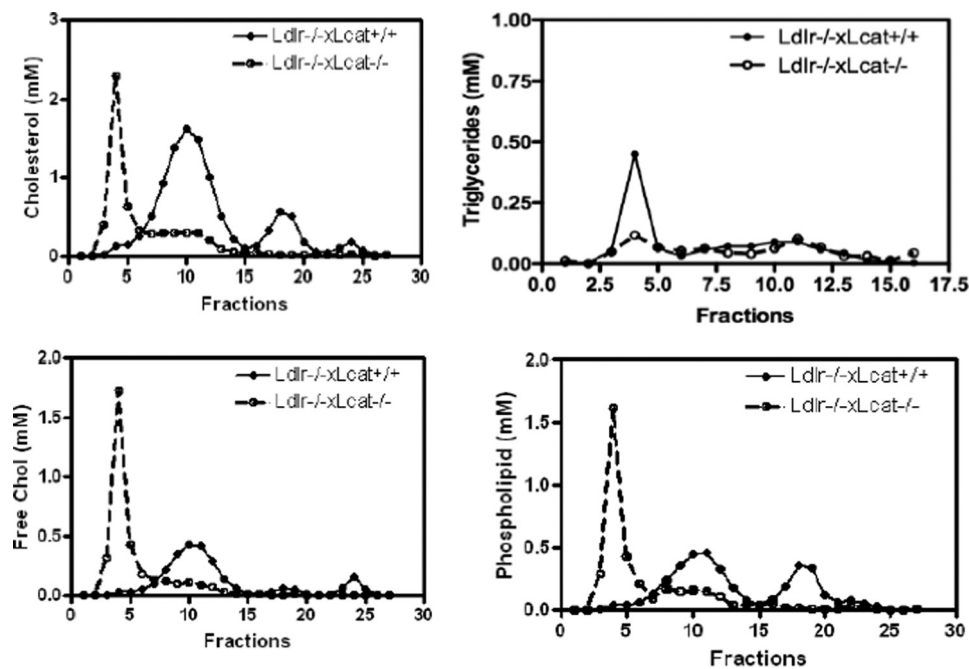 Cholesterol (mM)
3
2
1
0
Ldlr-/-xLcat+/+
Ldlr-/-xLcat-/-
0 5 10 15 20 25 30
Fractions
Triglycerides (mM)
1.00
0.75
0.50
0.25
0.00
Ldlr-/-xLcat+/+
Ldlr-/-xLcat-/-
0.0 2.5 5.0 7.5 10.0 12.5 15.0 17.5
Fractions
Free Chol (mM)
2.0
1.5
1.0
0.5
0.0
Ldlr-/-xLcat+/+
Ldlr-/-xLcat-/-
0 5 10 15 20 25 30
Fractions
Phospholipid (mM)
2.0
1.5
1.0
0.5
0.0
Ldlr-/-xLcat+/+
Ldlr-/-xLcat-/-
0 5 10 15 20 25 30
Fractions